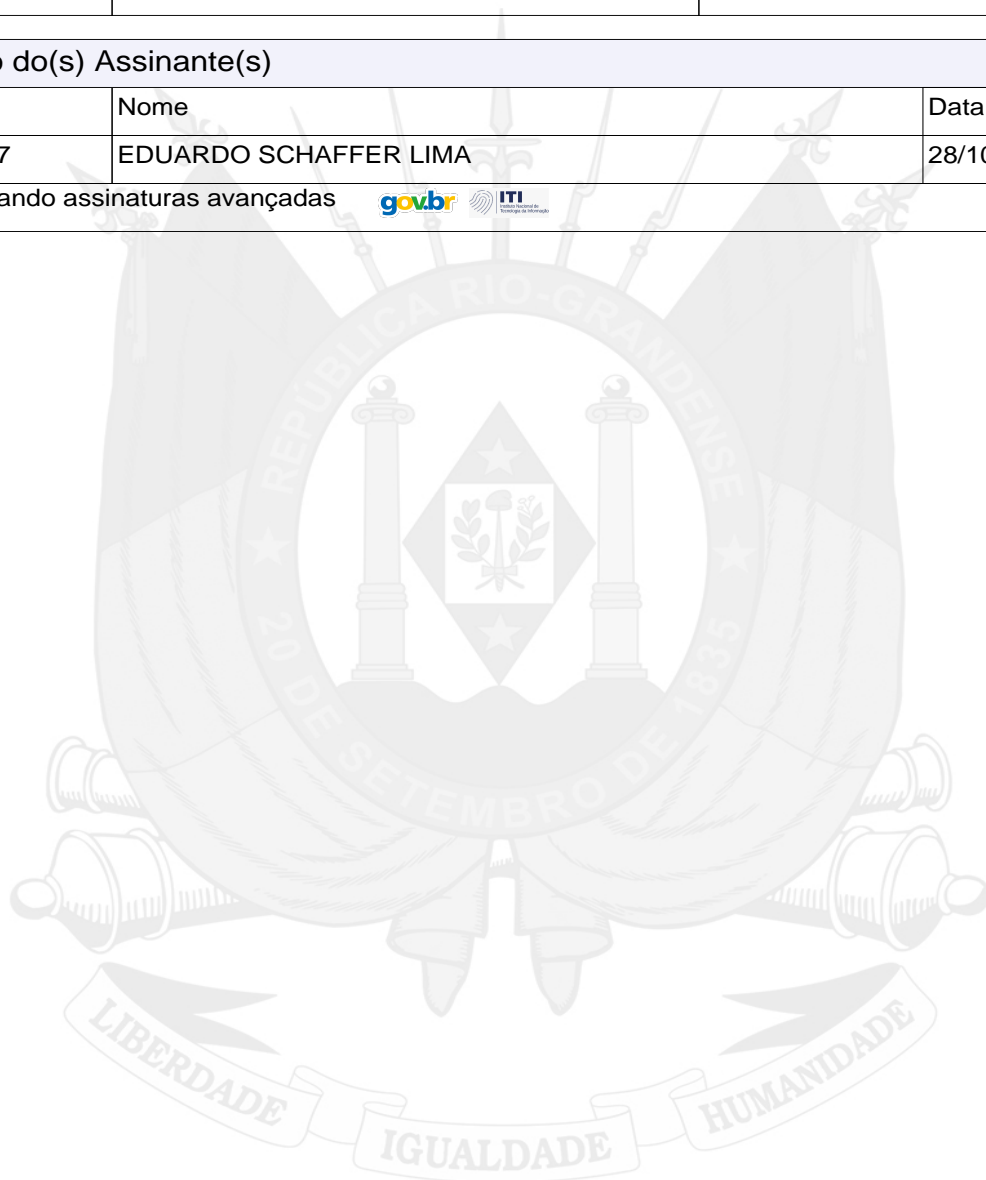 o do(s) Assinante(s)
Nome
Data
7
EDUARDO SCHAFFER LIMA
28/10
ando assinaturas avançadas gov.br ITI
REPÚBLICA RIO-GRANDENSE
20 DE SETEMBRO DE 1835
LIBERDADE
IGUALDADE
HUMANIDADE